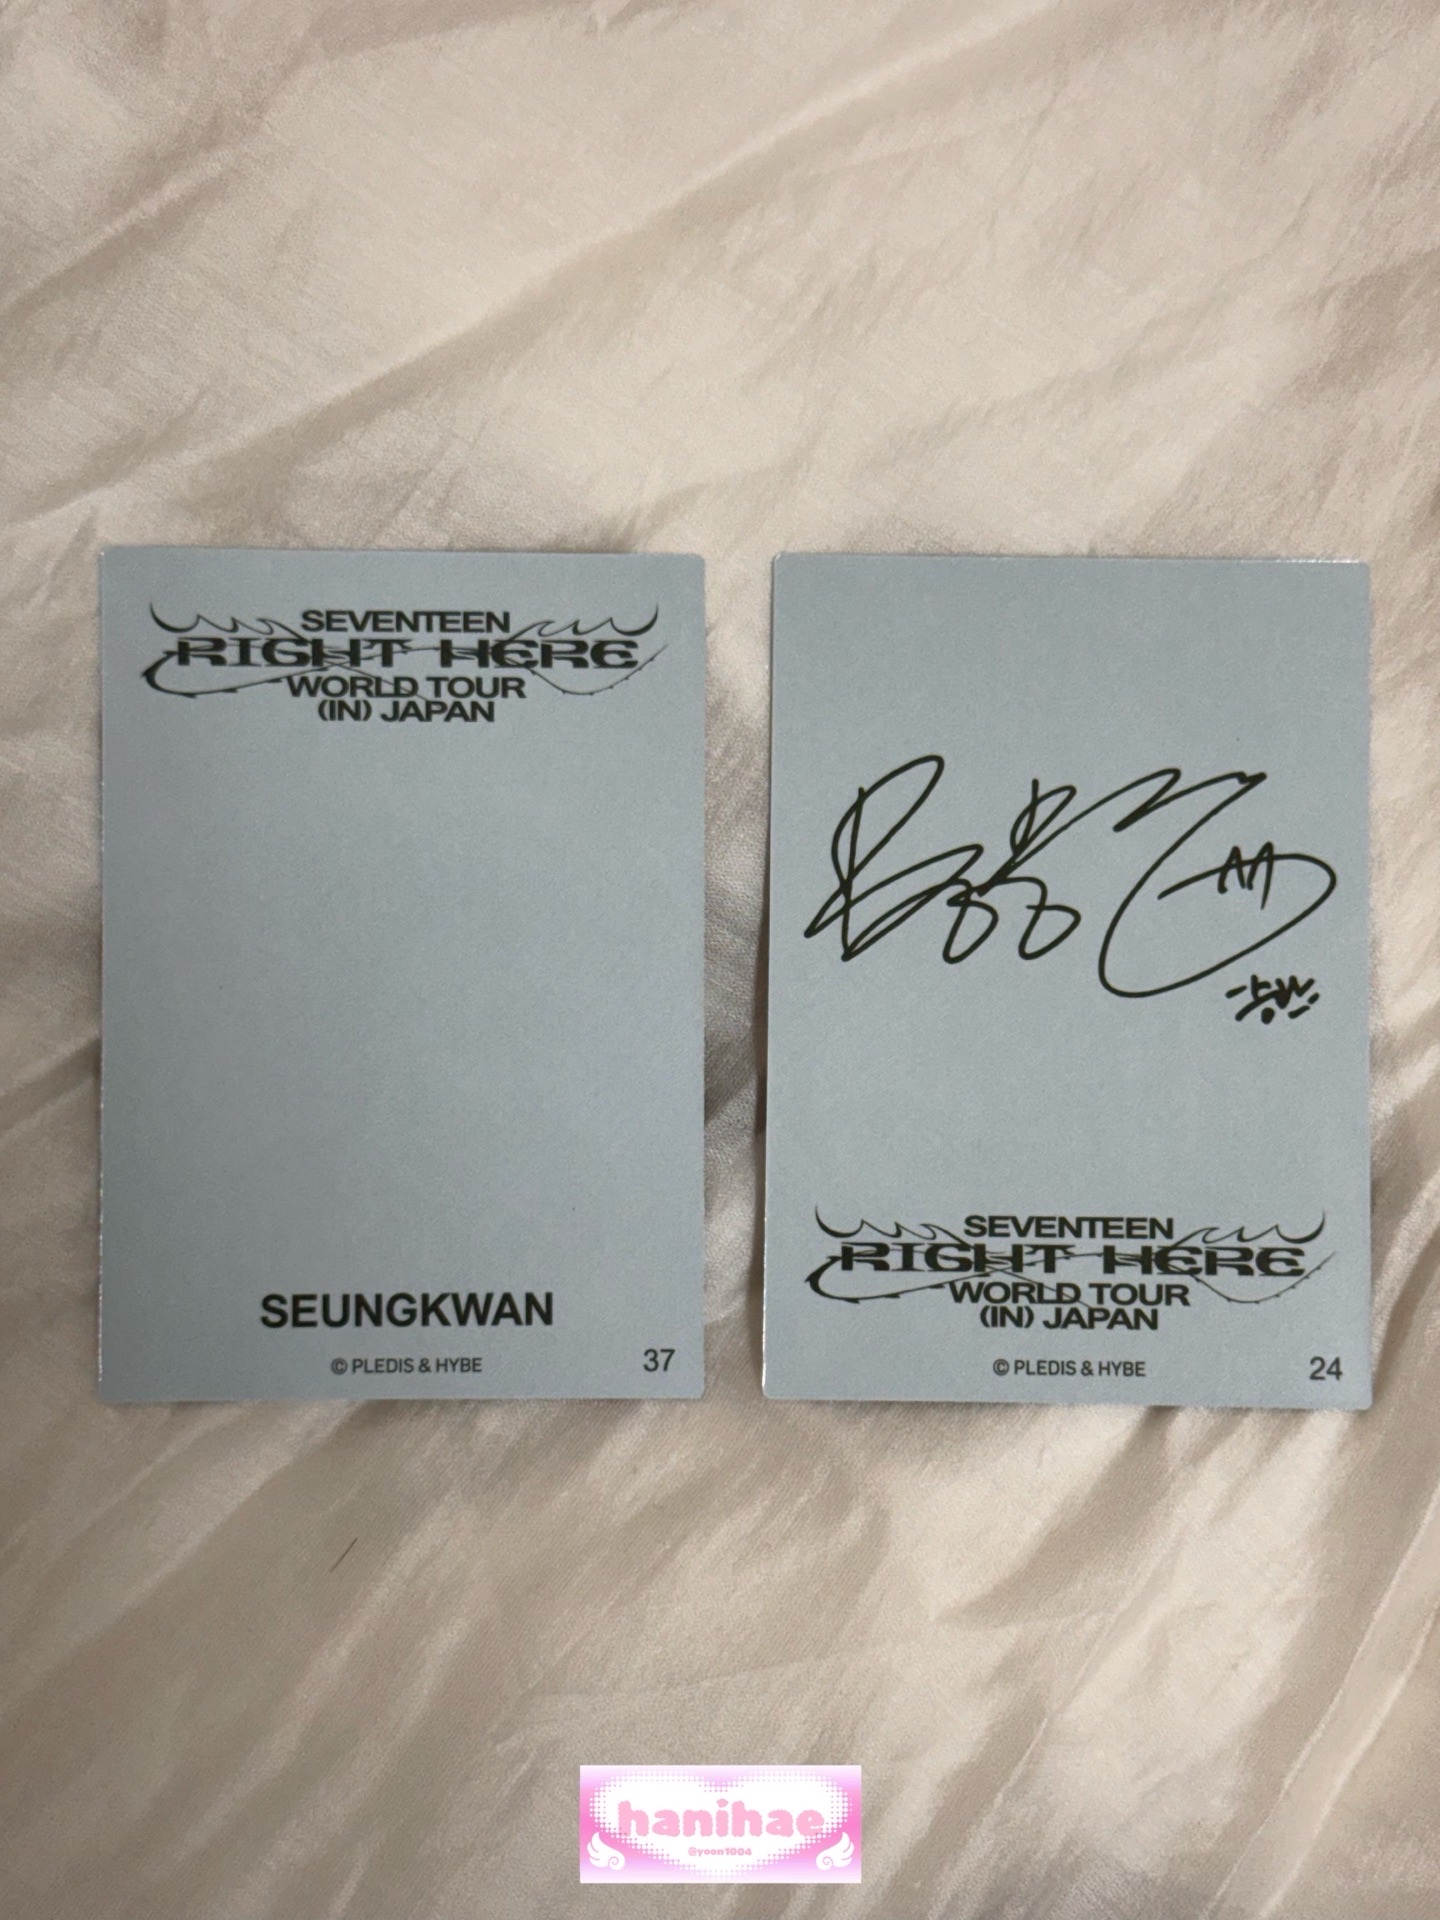 SEVENTEEN
RIGHT HERE
WORLD TOUR
(IN) JAPAN
SEUNGKWAN
© PLEDIS & HYBE
37
SEVENTEEN
RIGHT HERE
WORLD TOUR
(IN) JAPAN
© PLEDIS & HYBE
24
hanihae
@yoon1004